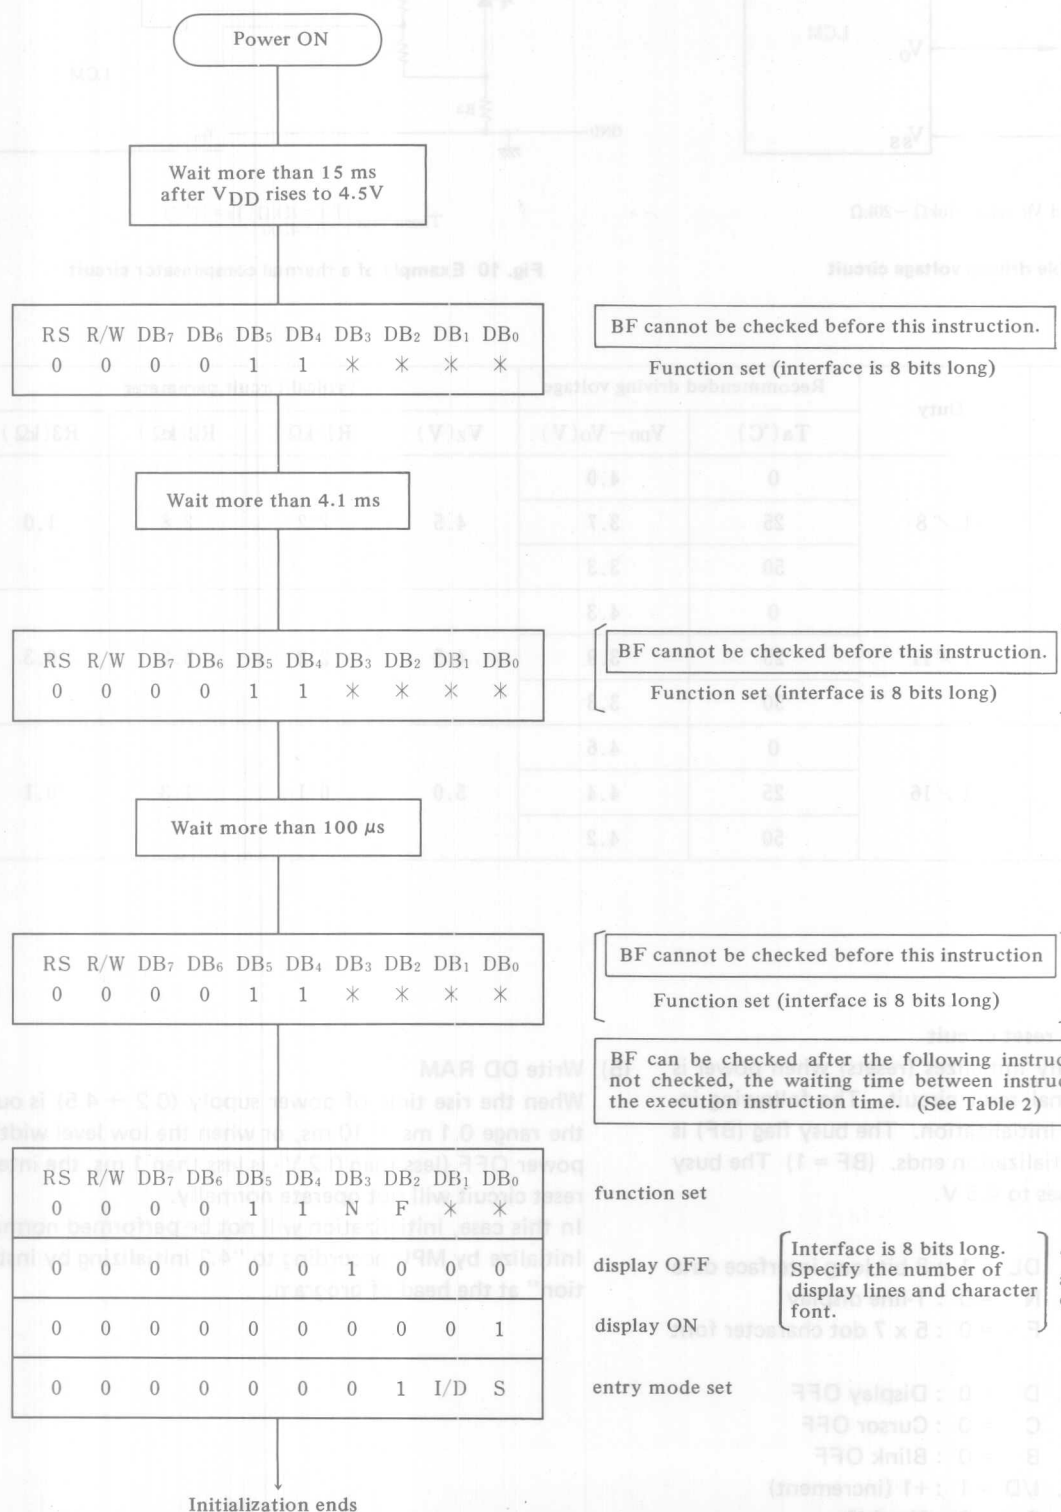 Power ON
Wait more than 15 ms
after VDD rises to 4.5V
RS R/W DB7 DB6 DB5 DB4 DB3 DB2 DB1 DB0
0 0 0 0 1 1 * * * *
BF cannot be checked before this instruction.
Function set (interface is 8 bits long)
Wait more than 4.1 ms
RS R/W DB7 DB6 DB5 DB4 DB3 DB2 DB1 DB0
0 0 0 0 1 1 * * * *
BF cannot be checked before this instruction.
Function set (interface is 8 bits long)
Wait more than 100 μs
RS R/W DB7 DB6 DB5 DB4 DB3 DB2 DB1 DB0
0 0 0 0 1 1 * * * *
BF cannot be checked before this instruction
Function set (interface is 8 bits long)
BF can be checked after the following instruc
not checked, the waiting time between instruc
the execution instruction time. (See Table 2)
RS R/W DB7 DB6 DB5 DB4 DB3 DB2 DB1 DB0
0 0 0 0 1 1 N F * *
function set
0 0 0 0 0 0 1 0 0 0
display OFF
Interface is 8 bits long.
Specify the number of
display lines and character
font.
0 0 0 0 0 0 0 0 0 1
display ON
0 0 0 0 0 0 0 1 I/D S
entry mode set
Initialization ends